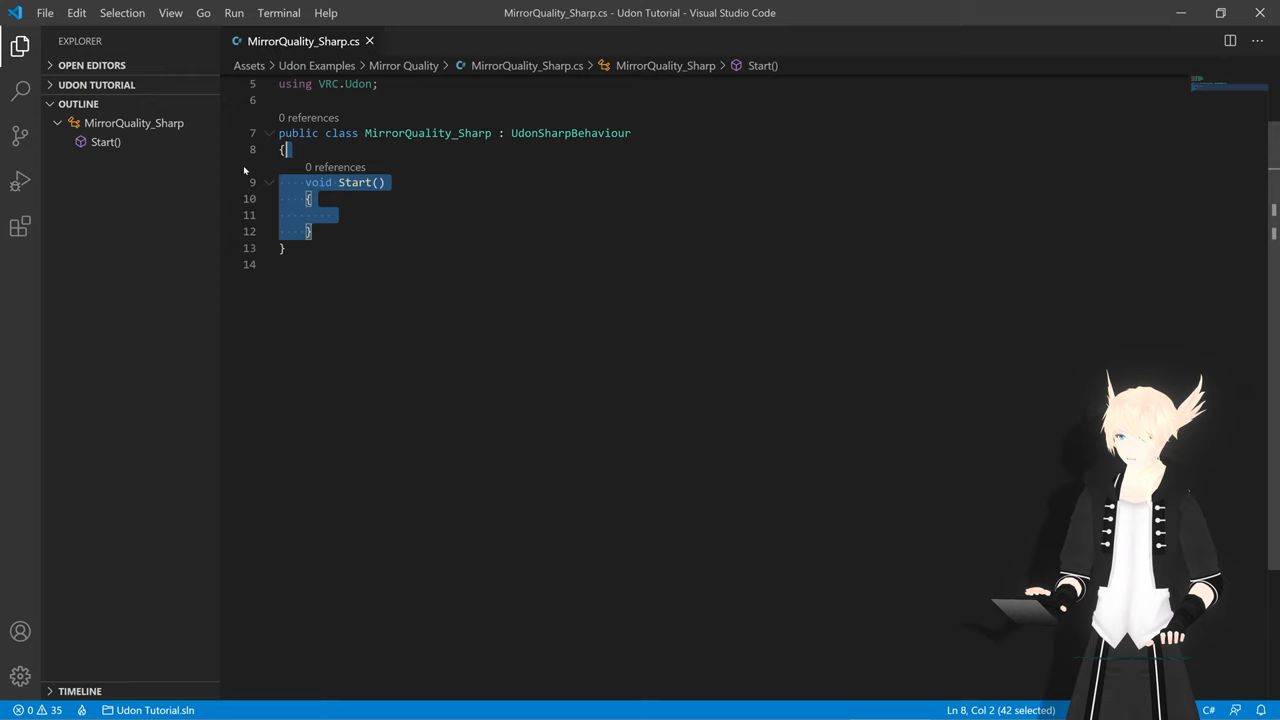 File Edit Selection View Go Run Terminal Help MirrorQuality_Sharp.cs - Udon Tutorial - Visual Studio Code
EXPLORER
MirrorQuality_Sharp.cs
OPEN EDITORS
UDON TUTORIAL
OUTLINE
MirrorQuality_Sharp
Start()
Assets > Udon Examples > Mirror Quality > MirrorQuality_Sharp.cs > MirrorQuality_Sharp > Start()
5 using VRC.Udon;
6
0 references
7 public class MirrorQuality_Sharp : UdonSharpBehaviour
8 {
0 references
9 void Start()
10 {
11
12 }
13 }
14
TIMELINE
0 35 Udon Tutorial.sln Ln 8, Col 2 (42 selected) C#